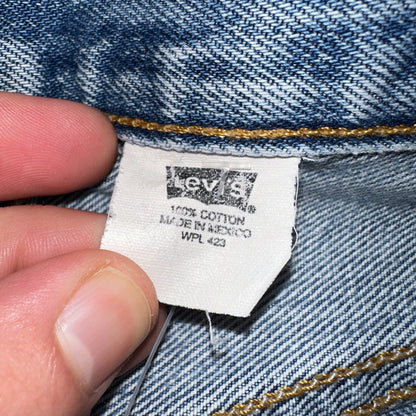 Levi's®
100% COTTON
MADE IN MEXICO
WPL 423